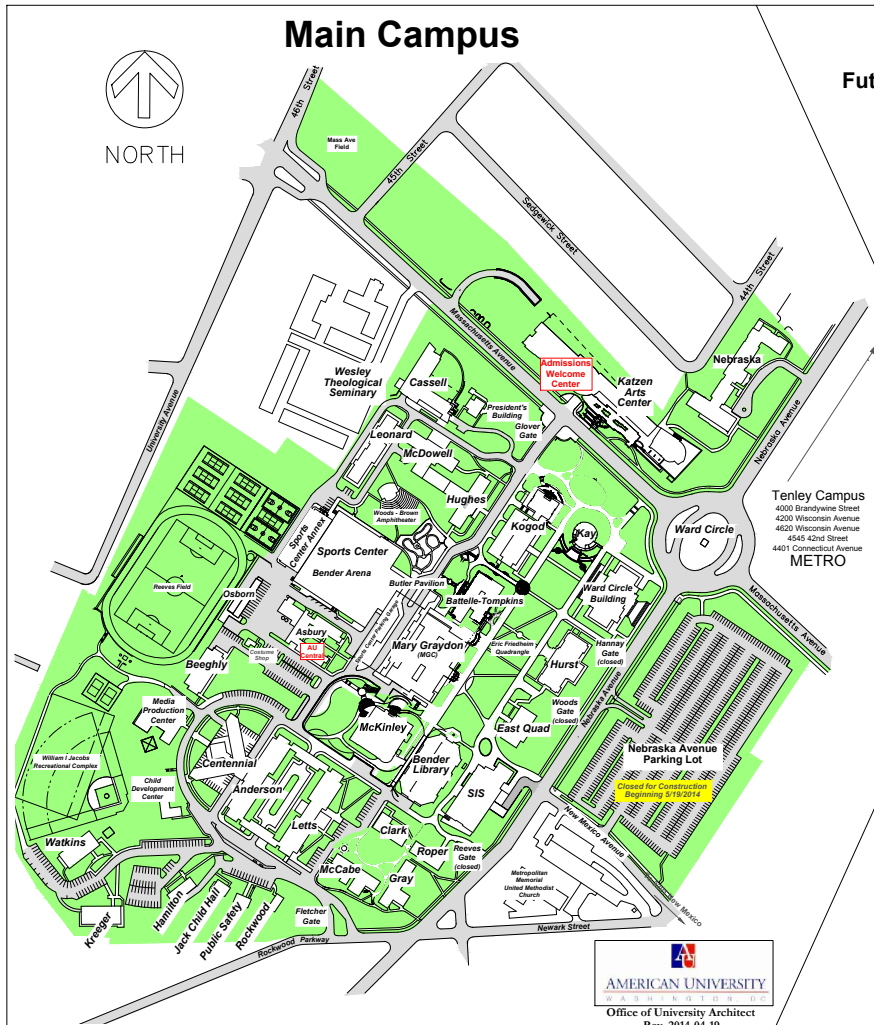 Main Campus
Fut
NORTH
46th Street
45th Street
Mass Ave
Field
Sedgewick Street
44th Street
Massachusetts Avenue
Admissions
Welcome
Center
Nebraska
Katzen
Arts
Center
Wesley
Theological
Seminary
Cassell
President's
Building
Glover
Gate
University Avenue
Nebraska Avenue
Leonard
McDowell
Hughes
Woods - Brown
Amphitheater
Kogod
Kay
Ward Circle
Tenley Campus
4000 Brandywine Street
4200 Wisconsin Avenue
4620 Wisconsin Avenue
4545 42nd Street
4401 Connecticut Avenue
METRO
Sports
Center Annex
Sports Center
Bender Arena
Butler Pavilion
Battelle-Tompkins
Ward Circle
Building
Massachusetts Avenue
Reeves Field
Osborn
Sports Center Parking Garage
Asbury
AU
Central
Costume
Shop
Mary Graydon
(MGC)
Eric Friedheim
Quadrangle
Hannay
Gate
(closed)
Hurst
Beeghly
Woods
Gate
(closed)
Nebraska Avenue
Media
Production
Center
McKinley
East Quad
William I Jacobs
Recreational Complex
Centennial
Bender
Library
Nebraska Avenue
Parking Lot
Closed for Construction
Beginning 5/19/2014
Child
Development
Center
Anderson
SIS
New Mexico Avenue
Letts
Clark
Watkins
Roper
Reeves
Gate
(closed)
McCabe
Gray
Metropolitan
Memorial
United Methodist
Church
New Mexico
Kreeger
Hamilton
Jack Child Hall
Public Safety
Rockwood
Fletcher
Gate
Rockwood Parkway
Newark Street
AMERICAN UNIVERSITY
WASHINGTON, DC
Office of University Architect
Rev. 2014-04-19